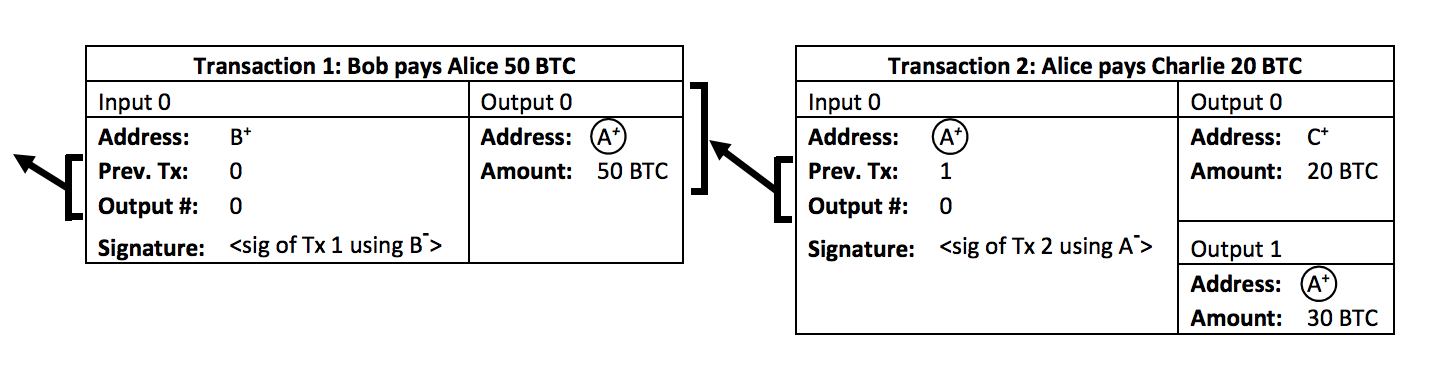 Transaction 1: Bob pays Alice 50 BTC
Input 0
Output 0
Address: B⁺
Prev. Tx: 0
Output #: 0
Signature: <sig of Tx 1 using B⁻>
Address: A⁺
Amount: 50 BTC
Transaction 2: Alice pays Charlie 20 BTC
Input 0
Address: A⁺
Prev. Tx: 1
Output #: 0
Signature: <sig of Tx 2 using A⁻>
Output 0
Address: C⁺
Amount: 20 BTC
Output 1
Address: A⁺
Amount: 30 BTC